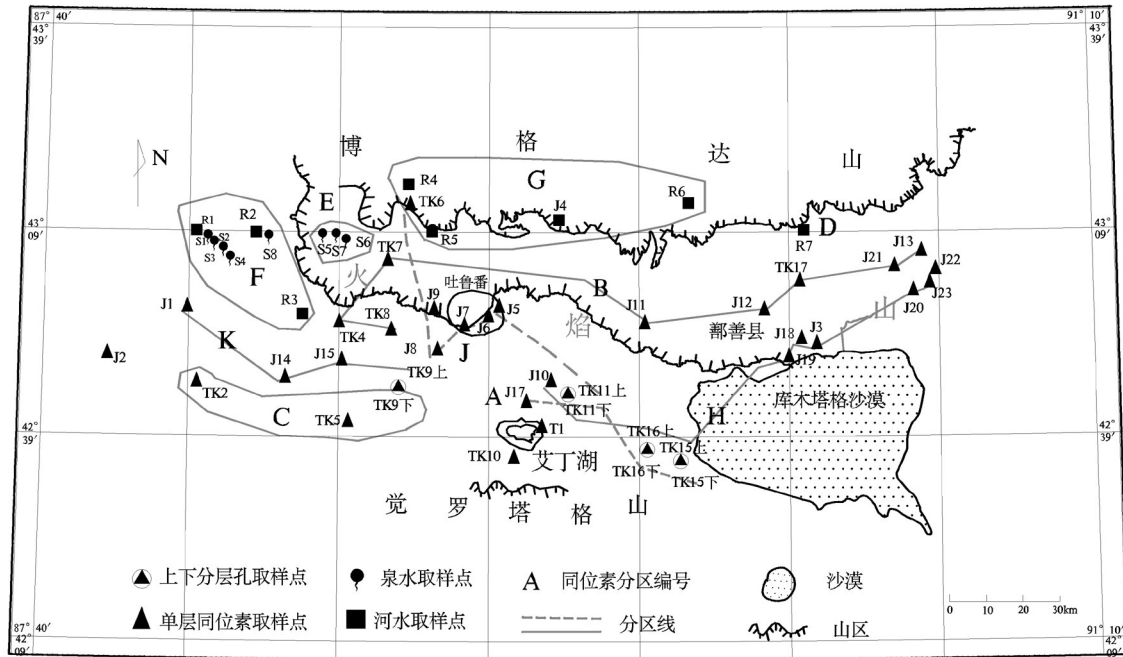 87° 40′
91° 10′
43° 39′
43° 39′
N
博 格 达 山
R4
TK6
G
R6
E
J4
R1
R2
S1
S2
S3
S4
S8
S5
S7
S6
R5
43° 09′
43° 09′
D
R7
F
TK7
火
J13
J21
J22
TK17
吐鲁番
B
J1
R3
J9
J7
J6
J5
J11
J12
J20
J23
山
TK4
TK8
焰
鄯善县
J18
J3
K
J2
J15
J8
J
J19
J14
TK9上
TK2
TK9下
J10
A
J17
TK11上
TK11下
库木塔格沙漠
C
TK5
T1
H
42° 39′
42° 39′
TK16上
TK15上
TK10
艾丁湖
TK16下
TK15下
觉 罗 塔 格 山
上下分层孔取样点
泉水取样点
A 同位素分区编号
沙漠
单层同位素取样点
河水取样点
分区线
山区
0 10 20 30km
87° 40′
91° 10′
42° 09′
42° 09′